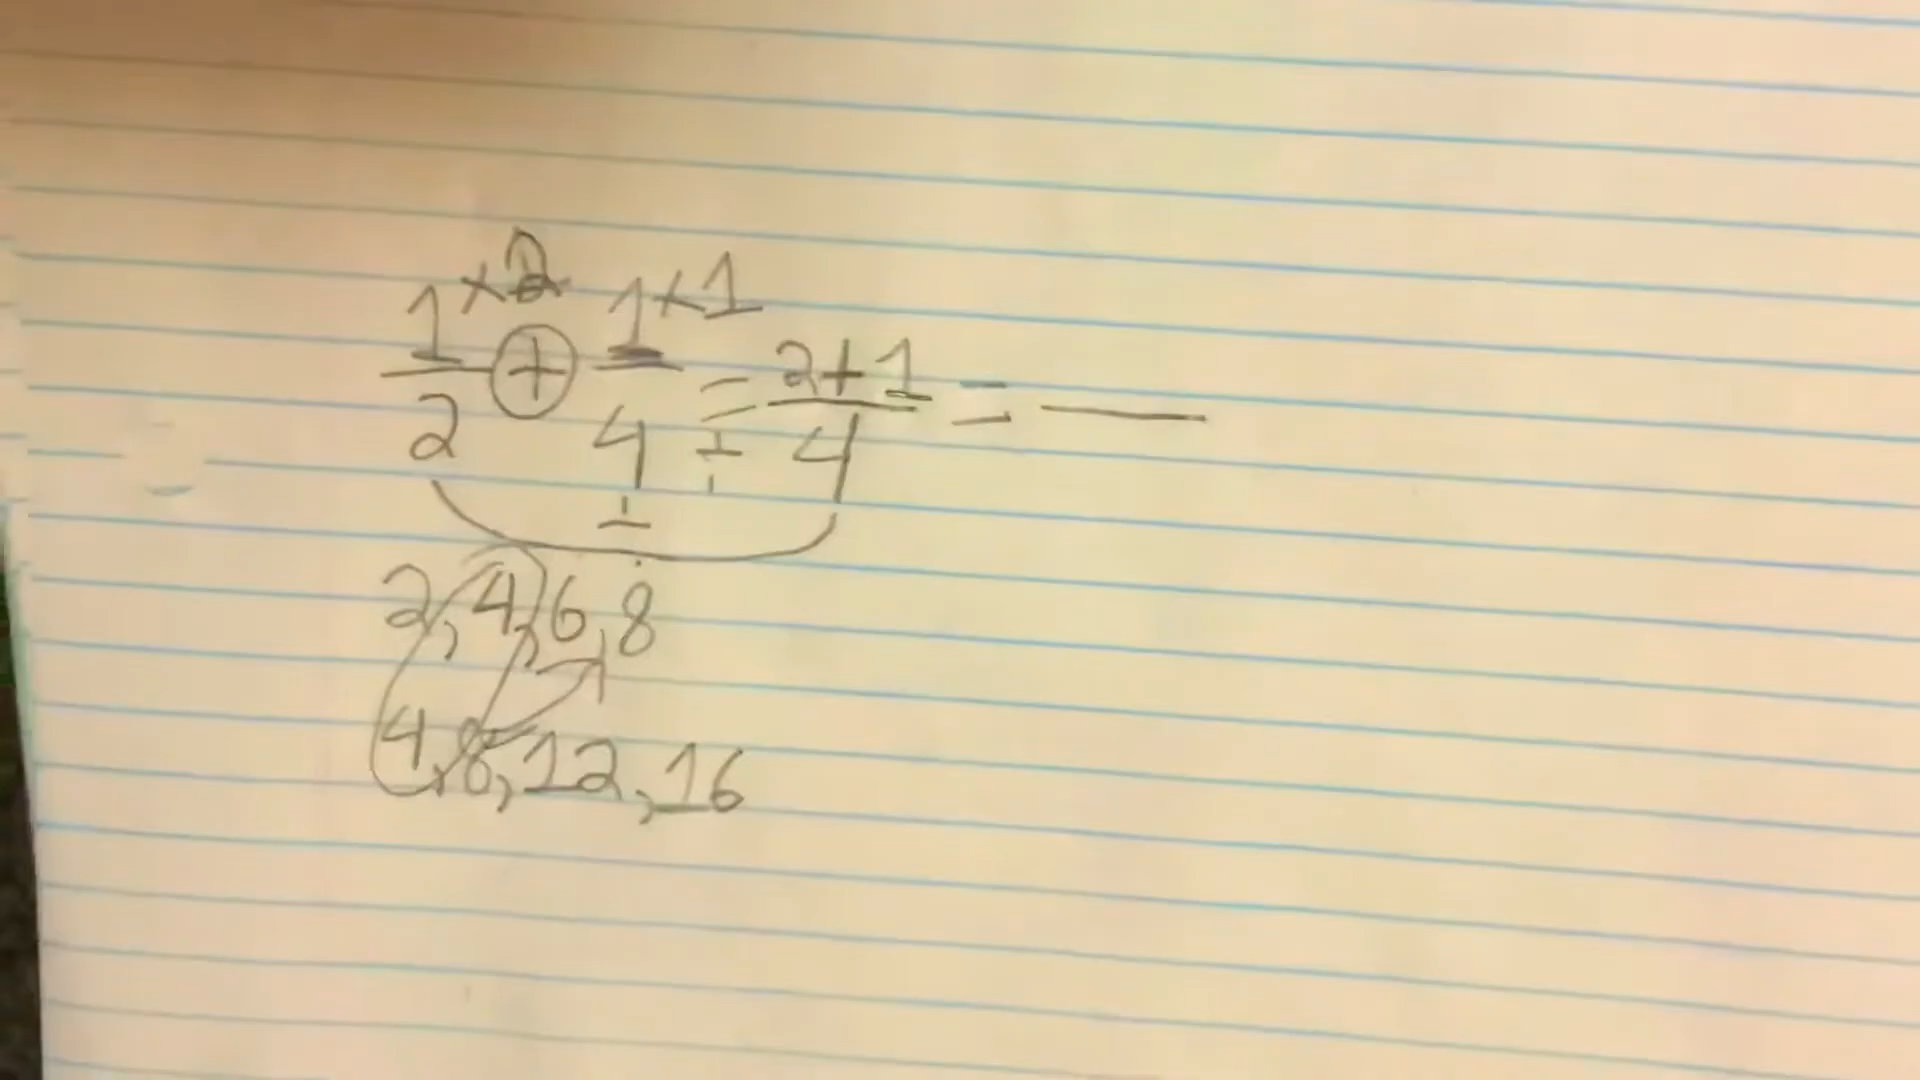 1 ×2 + 1 ×1 = 2+1 = 
2 4 ÷ 4
÷
2, 4, 6, 8
4, 8, 12, 16